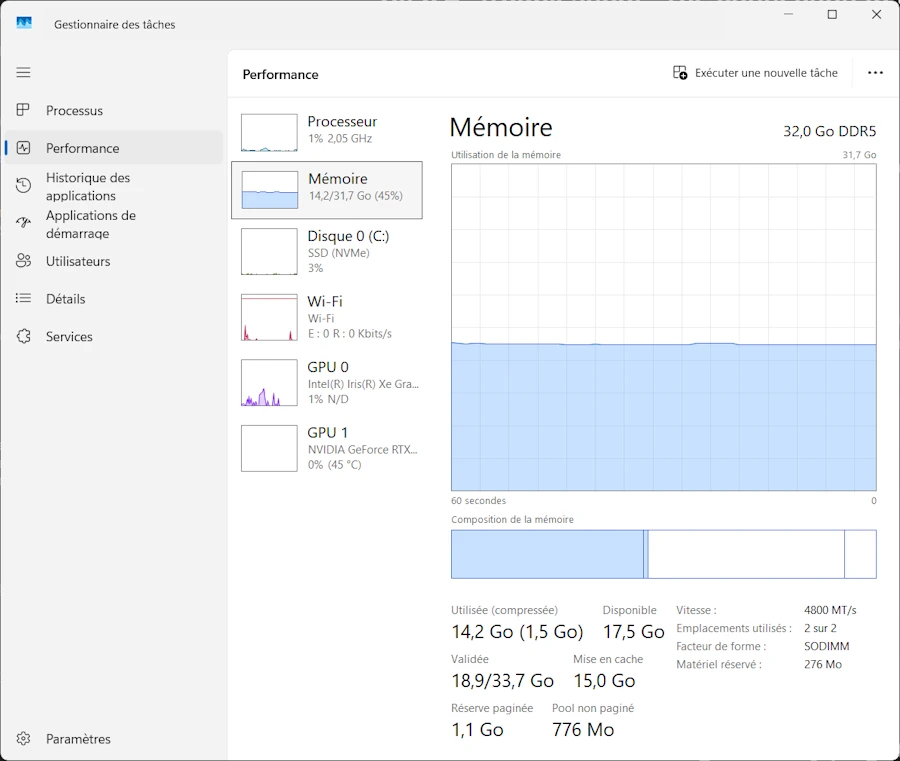 Gestionnaire des tâches
Performance
Exécuter une nouvelle tâche
Processus
Performance
Historique des
applications
Applications de
démarrage
Utilisateurs
Détails
Services
Paramètres
Processeur
1% 2,05 GHz
Mémoire
14,2/31,7 Go (45%)
Disque 0 (C:)
SSD (NVMe)
3%
Wi-Fi
Wi-Fi
E : 0 R : 0 Kbits/s
GPU 0
Intel(R) Iris(R) Xe Gra...
1% N/D
GPU 1
NVIDIA GeForce RTX...
0% (45 °C)
Mémoire
32,0 Go DDR5
Utilisation de la mémoire
31,7 Go
60 secondes
0
Composition de la mémoire
Utilisée (compressée)
14,2 Go (1,5 Go)
Disponible
17,5 Go
Validée
18,9/33,7 Go
Mise en cache
15,0 Go
Réserve paginée
1,1 Go
Pool non paginé
776 Mo
Vitesse : 4800 MT/s
Emplacements utilisés : 2 sur 2
Facteur de forme : SODIMM
Matériel réservé : 276 Mo